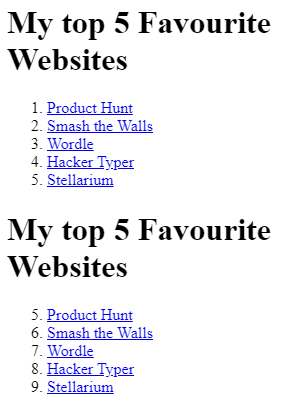 My top 5 Favourite
Websites
1. Product Hunt
2. Smash the Walls
3. Wordle
4. Hacker Typer
5. Stellarium
My top 5 Favourite
Websites
5. Product Hunt
6. Smash the Walls
7. Wordle
8. Hacker Typer
9. Stellarium